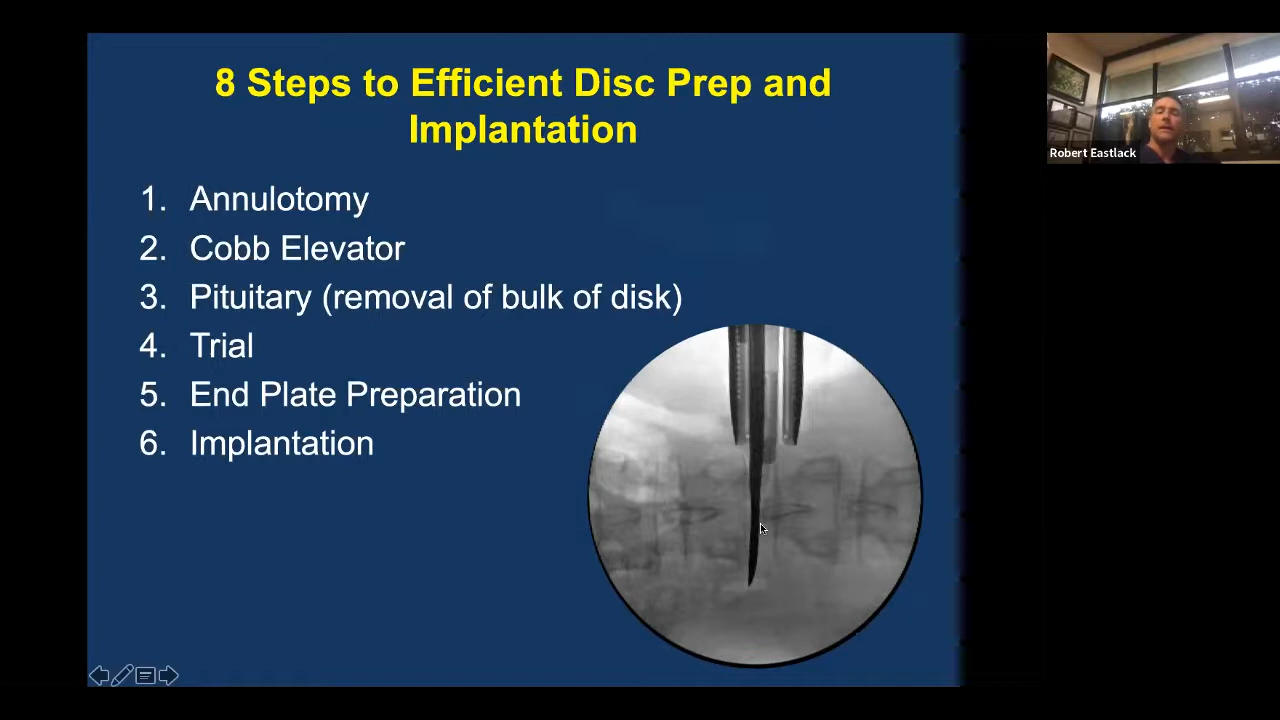 8 Steps to Efficient Disc Prep and
Implantation
1. Annulotomy
2. Cobb Elevator
3. Pituitary (removal of bulk of disk)
4. Trial
5. End Plate Preparation
6. Implantation
Robert Eastlack